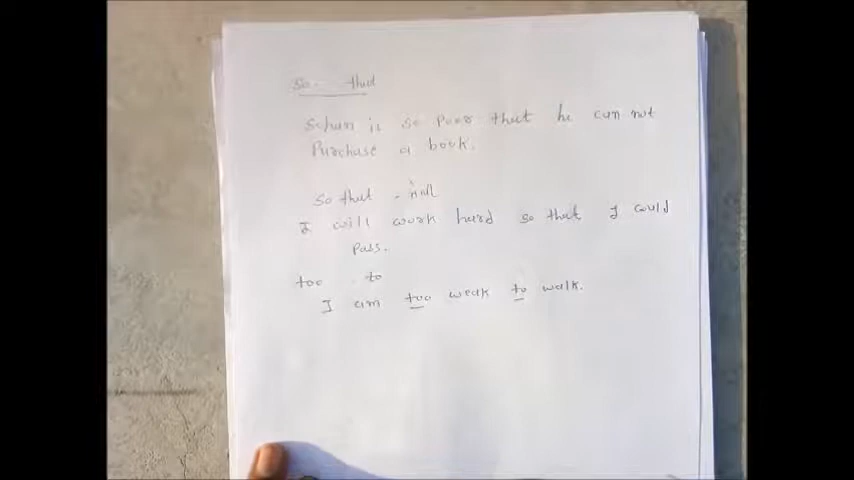 so-- that
is so poor that he can not
Purchase a book.
so that -
I will work hard so that I could
pass.
too . to
I am too weak to walk.